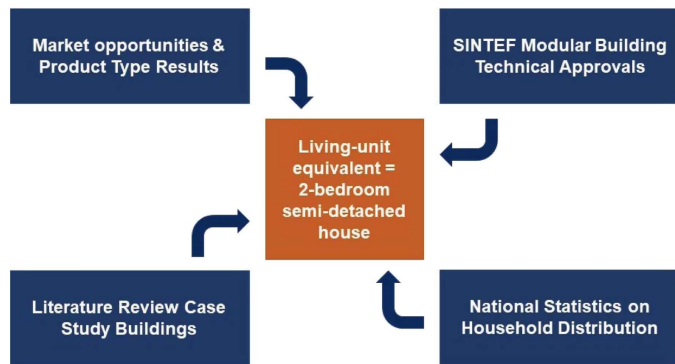 Market opportunities &
Product Type Results
SINTEF Modular Building
Technical Approvals
Living-unit
equivalent =
2-bedroom
semi-detached
house
Literature Review Case
Study Buildings
National Statistics on
Household Distribution